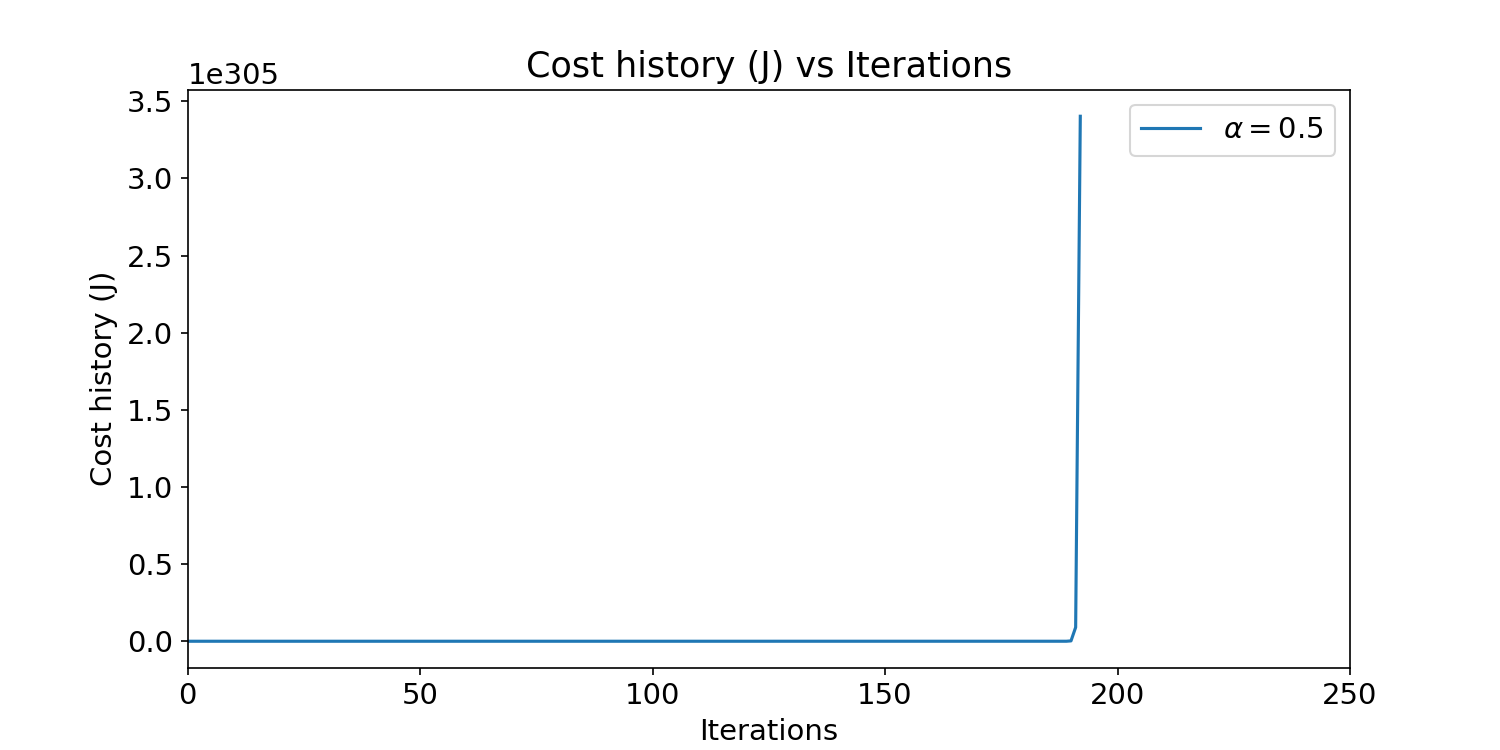 Cost history (J) vs Iterations
1e305
3.5
3.0
2.5
2.0
1.5
1.0
0.5
0.0
Cost history (J)
α = 0.5
0 50 100 150 200 250
Iterations